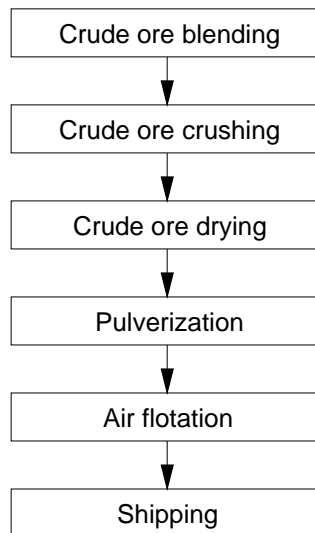 Crude ore blending
Crude ore crushing
Crude ore drying
Pulverization
Air flotation
Shipping